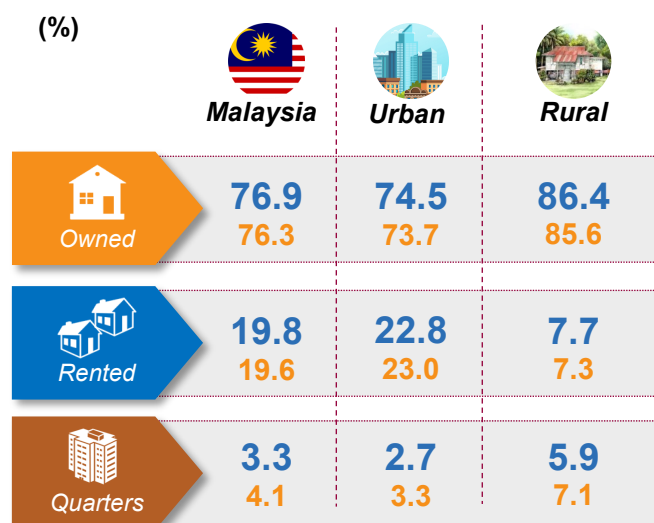 (%)
Malaysia Urban Rural
Owned
76.9 74.5 86.4
76.3 73.7 85.6
Rented
19.8 22.8 7.7
19.6 23.0 7.3
Quarters
3.3 2.7 5.9
4.1 3.3 7.1